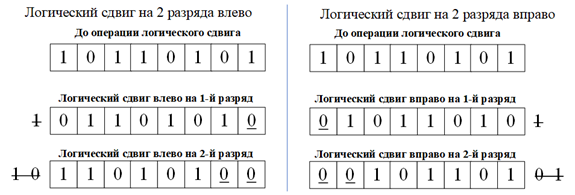 Логический сдвиг на 2 разряда влево
До операции логического сдвига
1 0 1 1 0 1 0 1
Логический сдвиг влево на 1-й разряд
1 0 1 1 0 1 0 1 0
Логический сдвиг влево на 2-й разряд
1 0 1 1 0 1 0 1 0 0
Логический сдвиг на 2 разряда вправо
До операции логического сдвига
1 0 1 1 0 1 0 1
Логический сдвиг вправо на 1-й разряд
0 1 0 1 1 0 1 0 1
Логический сдвиг вправо на 2-й разряд
0 0 1 0 1 1 0 1 0 1